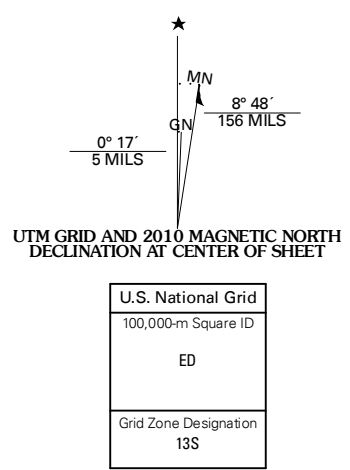 ★
MN
GN
8° 48´
156 MILS
0° 17´
5 MILS
UTM GRID AND 2010 MAGNETIC NORTH
DECLINATION AT CENTER OF SHEET
U.S. National Grid
100,000-m Square ID
ED
Grid Zone Designation
13S